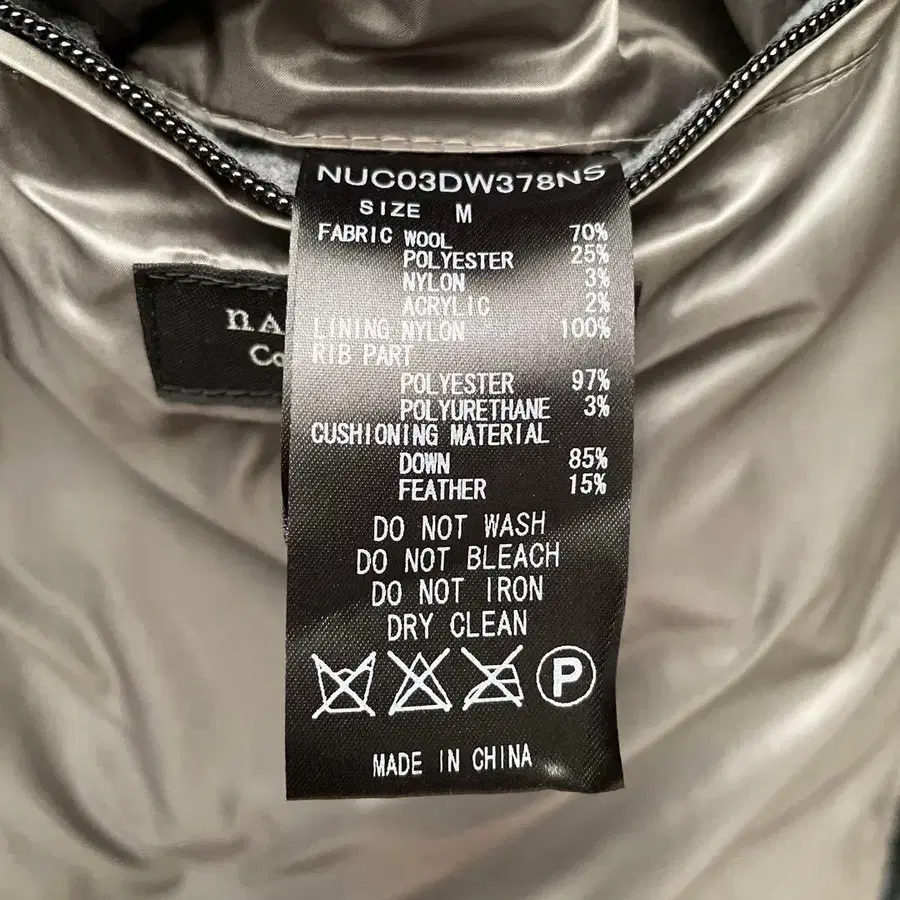 NUC03DW378NS
SIZE M
FABRIC WOOL 70%
POLYESTER 25%
NYLON 3%
ACRYLIC 2%
LINING NYLON 100%
RIB PART
POLYESTER 97%
POLYURETHANE 3%
CUSHIONING MATERIAL
DOWN 85%
FEATHER 15%
DO NOT WASH
DO NOT BLEACH
DO NOT IRON
DRY CLEAN
P
MADE IN CHINA